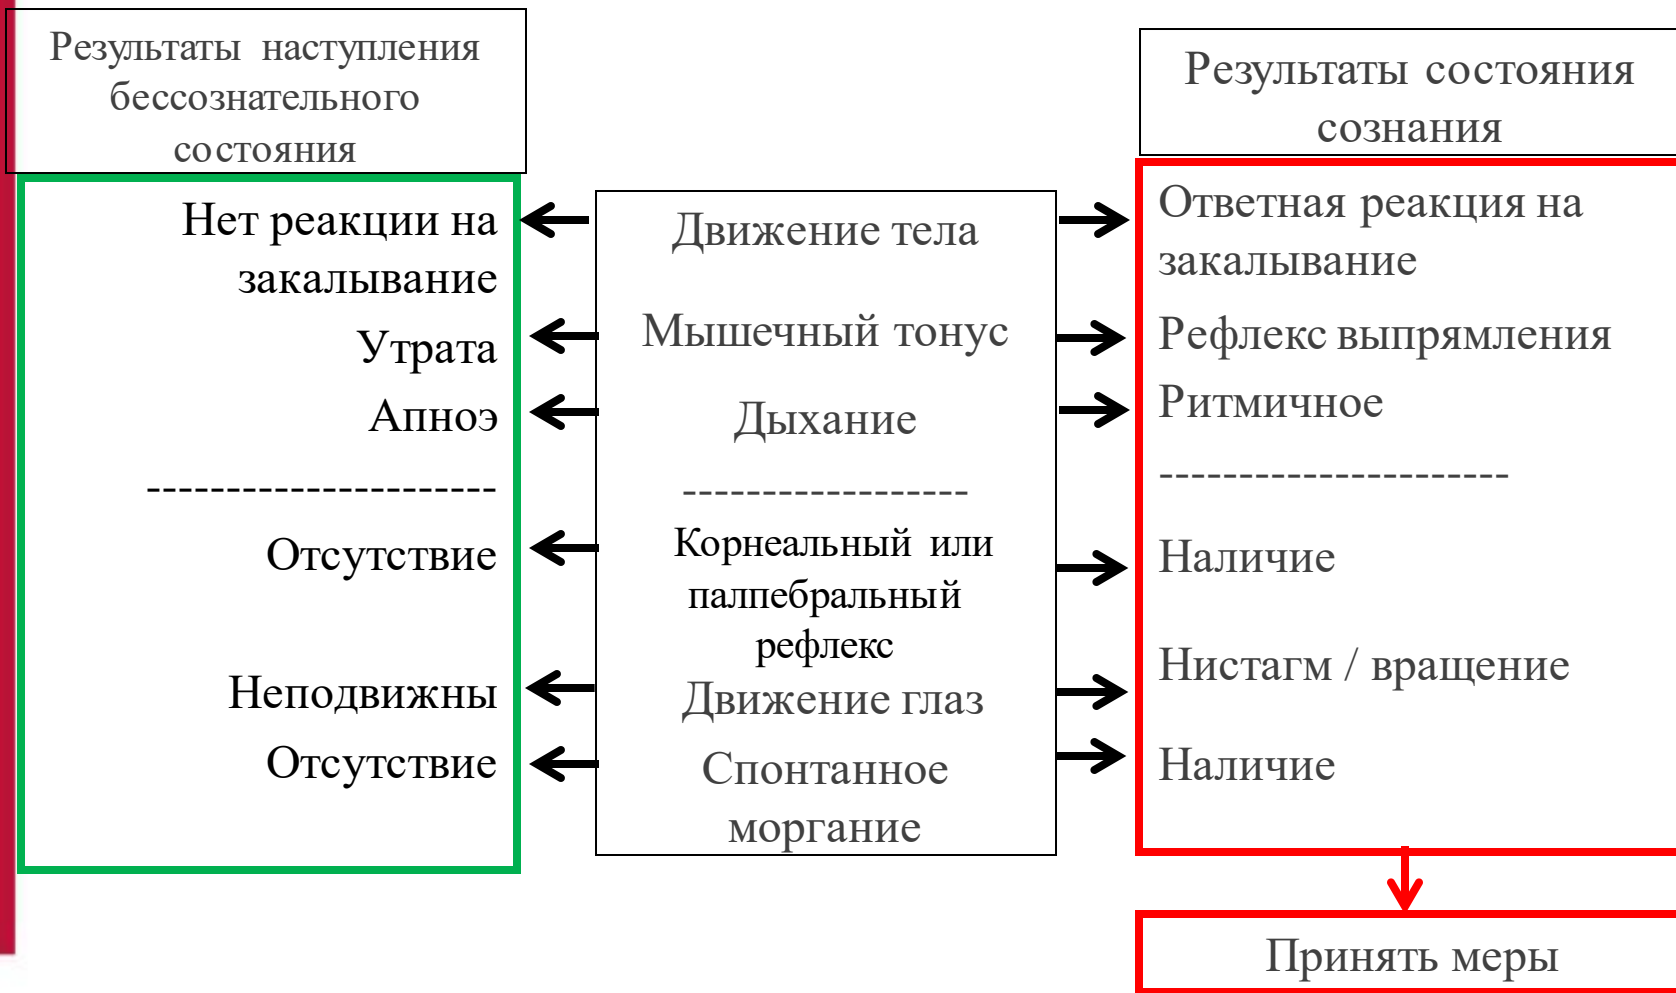 Результаты наступления
бессознательного
состояния
Нет реакции на
закалывание
Утрата
Апноэ
----------------------
Отсутствие
Неподвижны
Отсутствие
Движение тела
Мышечный тонус
Дыхание
------------------
Корнеальный или
палпебральный
рефлекс
Движение глаз
Спонтанное
моргание
Результаты состояния
сознания
Ответная реакция на
закалывание
Рефлекс выпрямления
Ритмичное
----------------------
Наличие
Нистагм / вращение
Наличие
Принять меры